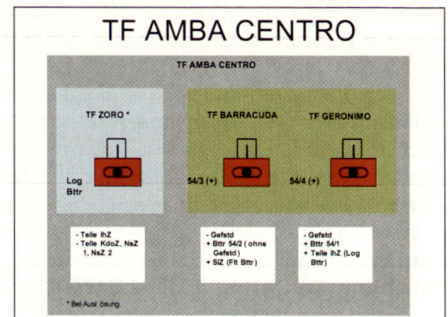 TF AMBA CENTRO
TF AMBA CENTRO
TF ZORO *
Log
Bttr
TF BARRACUDA
54/3 (+)
TF GERONIMO
54/4 (+)
- Teile IhZ
- Teile KdoZ, NsZ
1, NsZ 2
- Gefstd
+ Bttr 54/2 ( ohne
Gefstd )
+ SiZ (Flt Bttr)
- Gefstd
+ Bttr 54/1
+ Teile IhZ (Log
Bttr)
* Bei Ausl ösung.